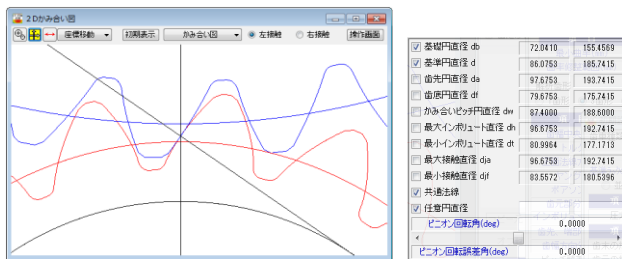 2Dかみ合い図
座標移動 初期表示 かみ合い図 左接触 右接触 操作画面
基礎円直径 db 72.0410 155.4569
基準円直径 d 86.0753 185.7415
歯先円直径 da 97.6753 193.7415
歯底円直径 df 79.6753 175.7415
かみ合いピッチ円直径 dw 87.4000 188.6000
最大インボリュート直径 dh 96.6753 192.7415
最小インボリュート直径 dt 80.9964 177.1713
最大接触直径 dja 96.6753 192.7415
最小接触直径 djf 83.5572 180.5396
共通法線
任意円直径
ピニオン回転角(deg) 0.0000
ピニオン回転誤差角(deg) 0.0000